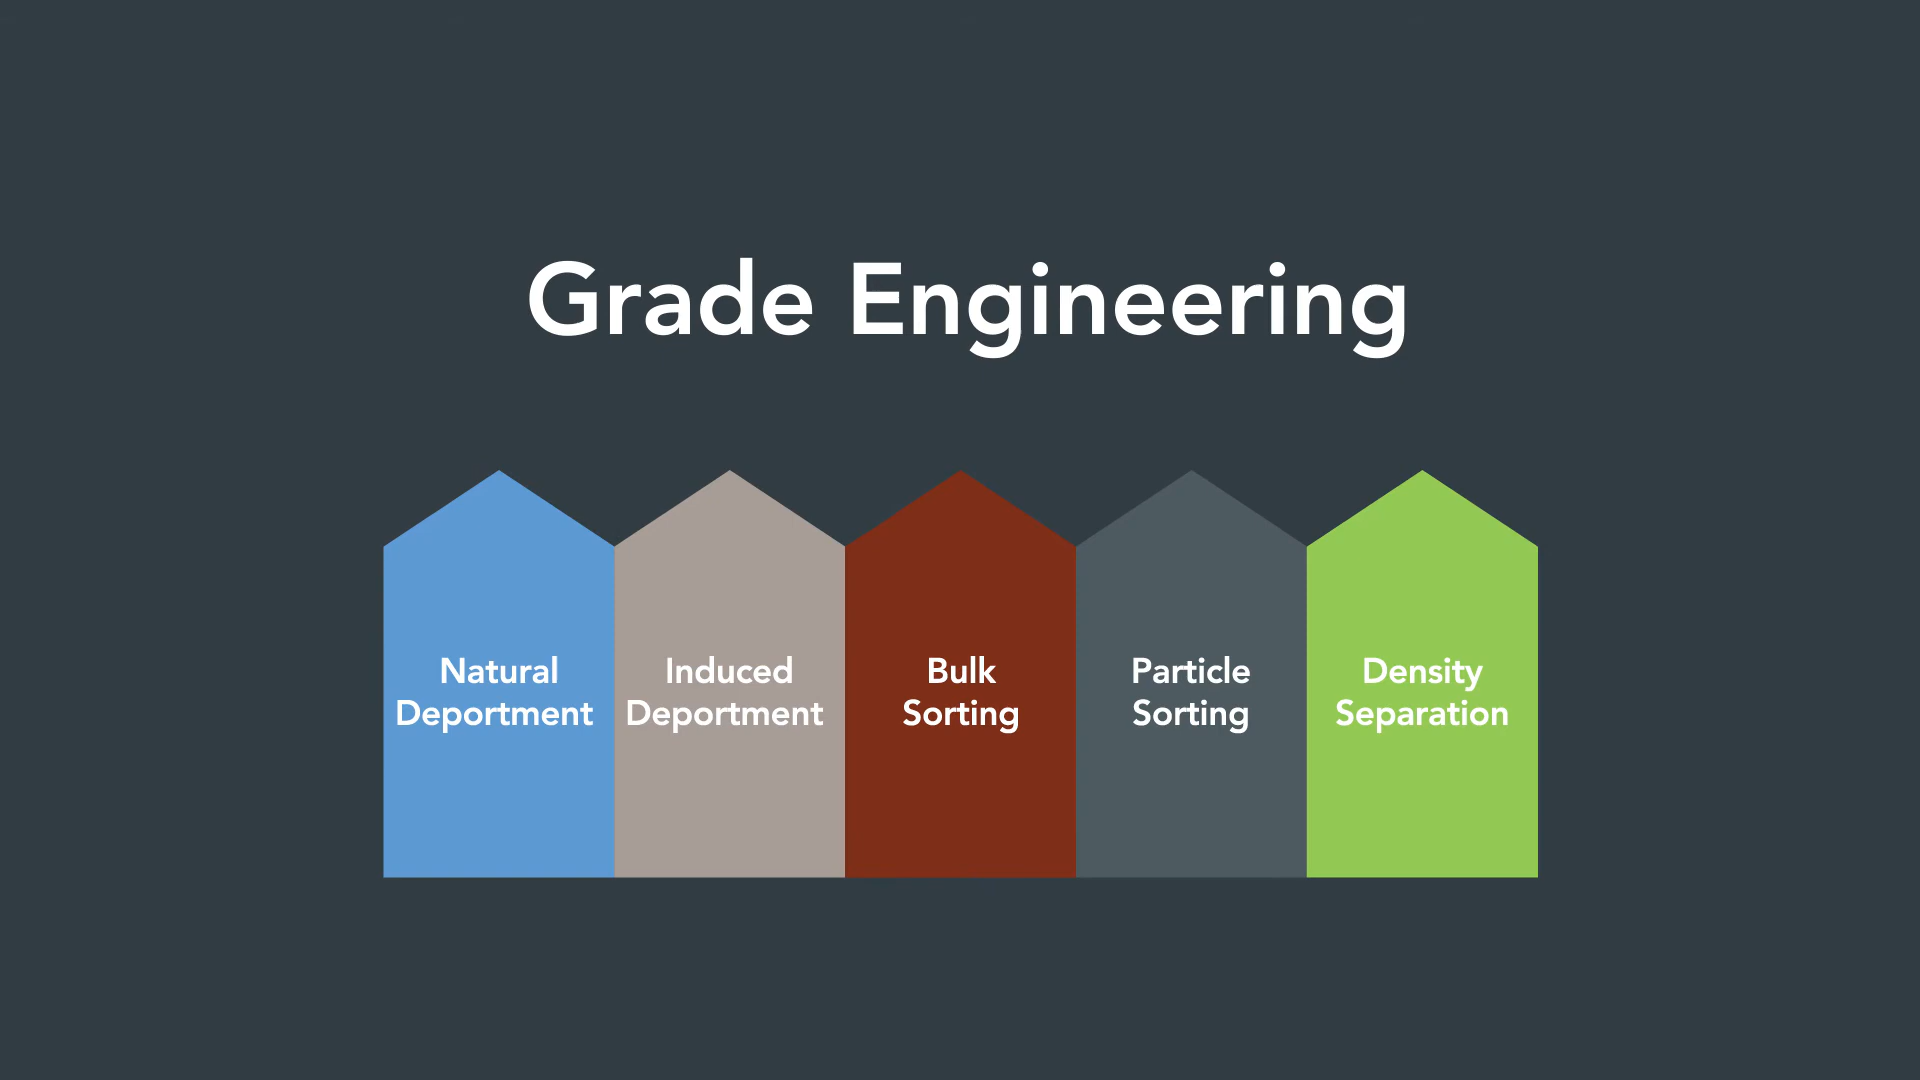 Grade Engineering
Natural
Deportment
Induced
Deportment
Bulk
Sorting
Particle
Sorting
Density
Separation